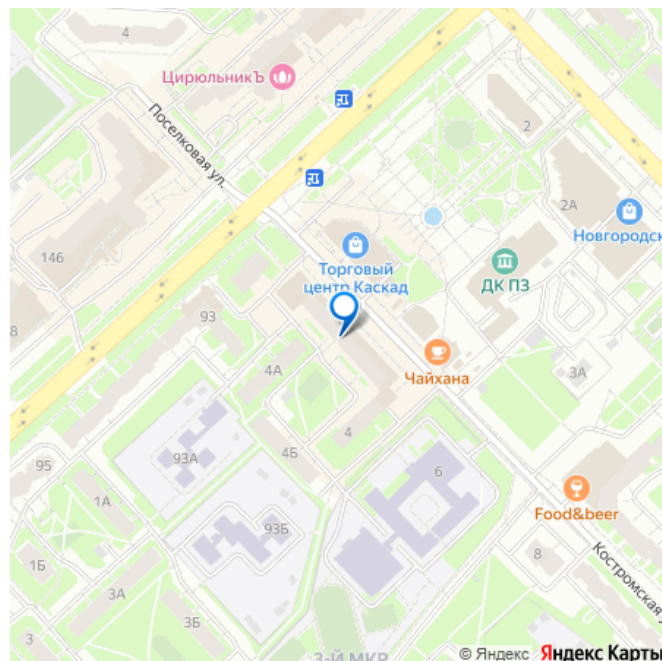 4
ЦирюльникЪ
Поселковая ул.
2
2А
Новгородск
146
Торговый
центр Каскад
ДК ПЗ
8
93
4А
Чайхана
3А
4
4Б
95
93А
6
1А
Food&beer
93Б
8
1Б
3А
Костромская у
3Б
3
3-Й МКР
© Яндекс Яндекс Карты